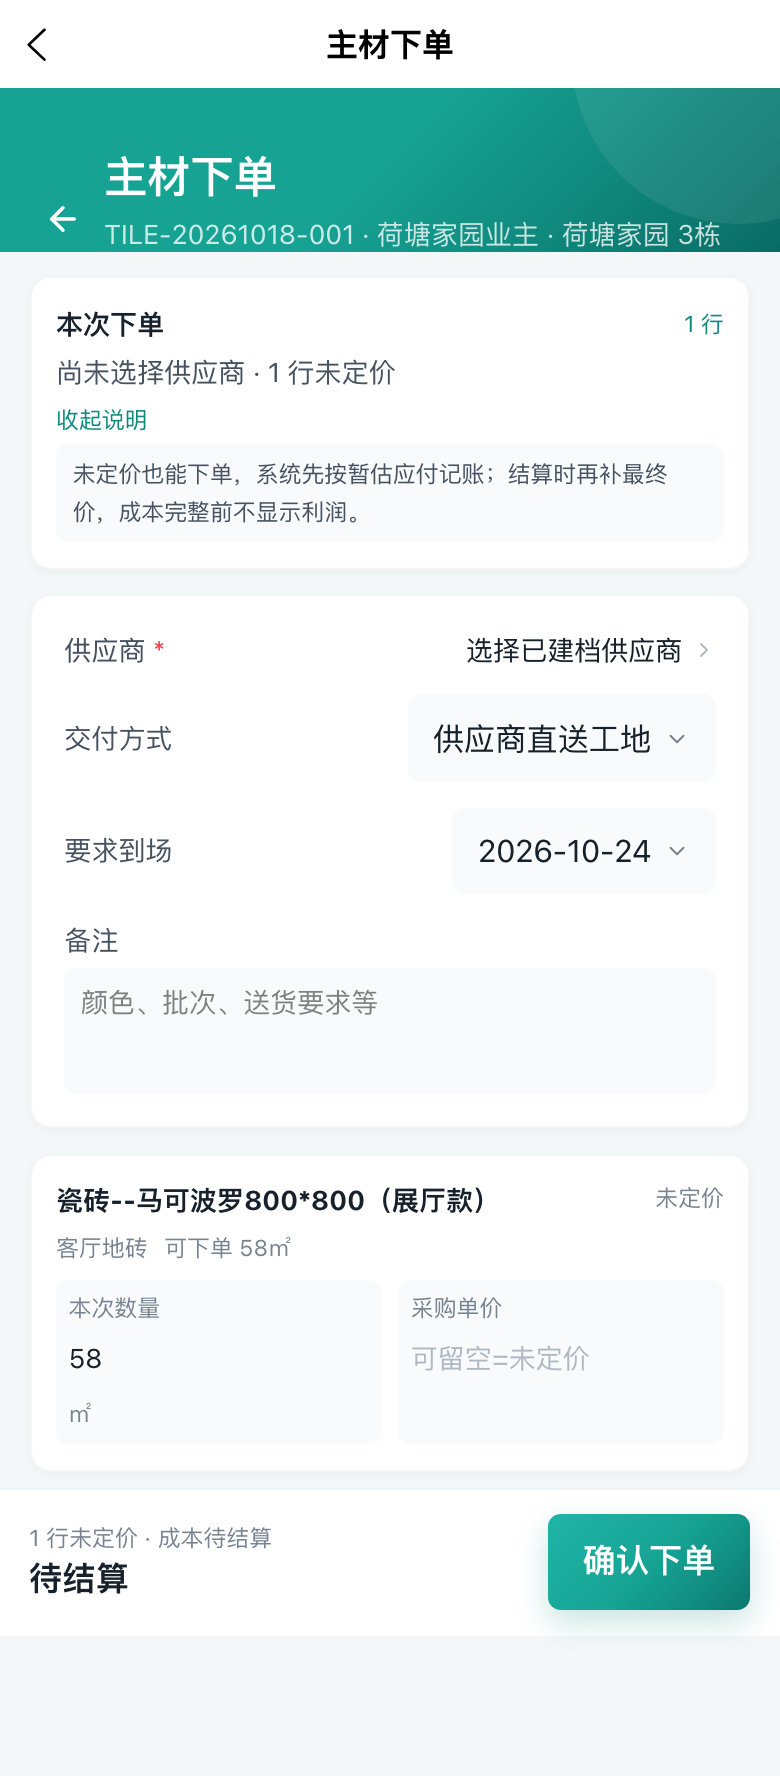 主材下单
主材下单
TILE-20261018-001 · 荷塘家园业主 · 荷塘家园 3栋
本次下单
1 行
尚未选择供应商 · 1 行未定价
收起说明
未定价也能下单，系统先按暂估应付记账；结算时再补最终
价，成本完整前不显示利润。
供应商 *
选择已建档供应商
交付方式
供应商直送工地
要求到场
2026-10-24
备注
颜色、批次、送货要求等
瓷砖--马可波罗800*800（展厅款）
未定价
客厅地砖 可下单 58㎡
本次数量
58
㎡
采购单价
可留空=未定价
1 行未定价 · 成本待结算
待结算
确认下单